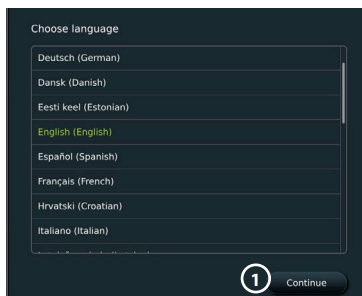 Choose language
Deutsch (German)
Dansk (Danish)
Eesti keel (Estonian)
English (English)
Español (Spanish)
Français (French)
Hrvatski (Croatian)
Italiano (Italian)
1 Continue